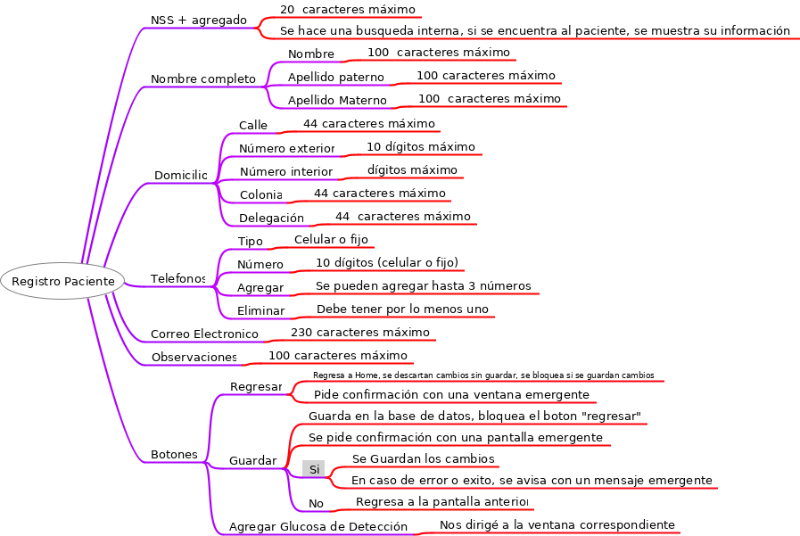 Registro Paciente
NSS + agregado
20 caracteres máximo
Se hace una busqueda interna, si se encuentra al paciente, se muestra su información
Nombre completo
Nombre
100 caracteres máximo
Apellido paterno
100 caracteres máximo
Apellido Materno
100 caracteres máximo
Domicilio
Calle
44 caracteres máximo
Número exterior
10 dígitos máximo
Número interior
dígitos máximo
Colonia
44 caracteres máximo
Delegación
44 caracteres máximo
Telefonos
Tipo
Celular o fijo
Número
10 dígitos (celular o fijo)
Agregar
Se pueden agregar hasta 3 números
Eliminar
Debe tener por lo menos uno
Correo Electronico
230 caracteres máximo
Observaciones
100 caracteres máximo
Botones
Regresar
Regresa a Home, se descartan cambios sin guardar, se bloquea si se guardan cambios
Pide confirmación con una ventana emergente
Guardar
Guarda en la base de datos, bloquea el boton "regresar"
Se pide confirmación con una pantalla emergente
Si
Se Guardan los cambios
En caso de error o exito, se avisa con un mensaje emergente
No
Regresa a la pantalla anterior
Agregar Glucosa de Detección
Nos dirigé a la ventana correspondiente